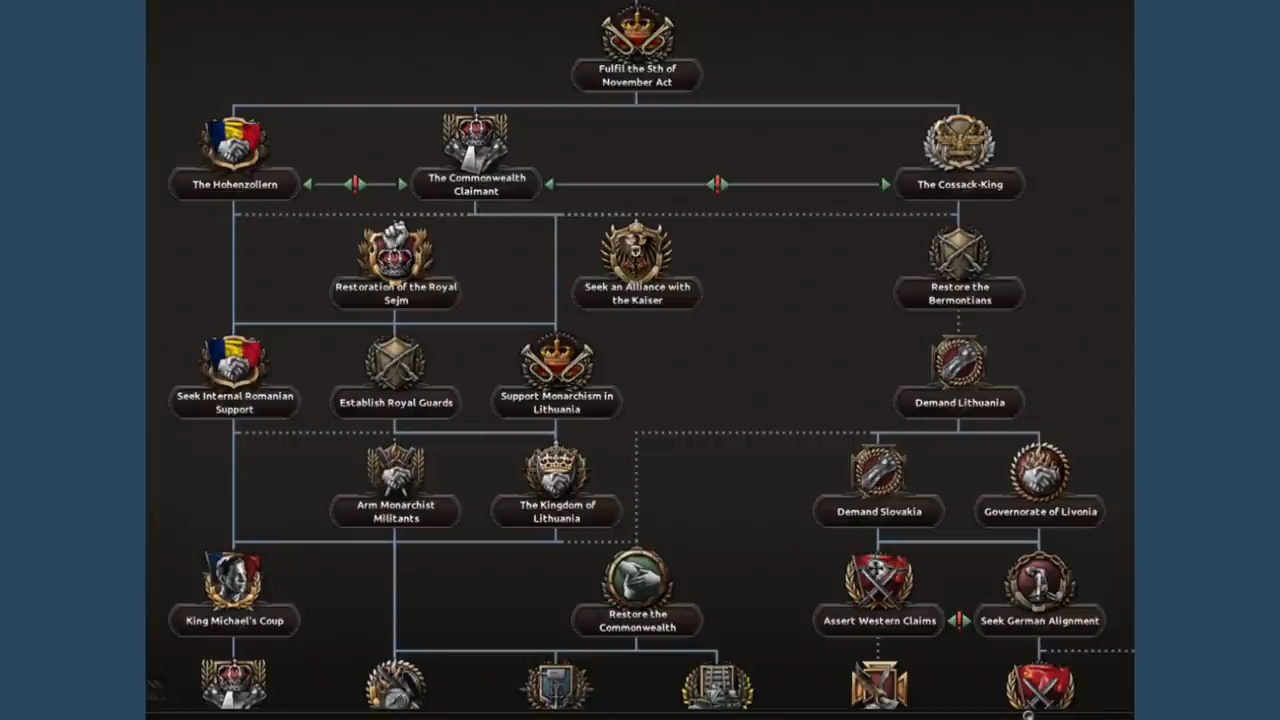 Fulfil the 5th of
November Act
The Hohenzollern
The Commonwealth
Claimant
The Cossack-King
Restoration of the Royal
Sejm
Seek an Alliance with
the Kaiser
Restore the
Bermontians
Seek Internal Romanian
Support
Establish Royal Guards
Support Monarchism in
Lithuania
Demand Lithuania
Arm Monarchist
Militants
The Kingdom of
Lithuania
Demand Slovakia
Governorate of Livonia
King Michael's Coup
Restore the
Commonwealth
Assert Western Claims
Seek German Alignment